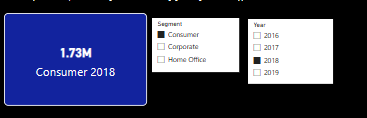 1.73M
Consumer 2018
Segment
Consumer
Corporate
Home Office
Year
2016
2017
2018
2019